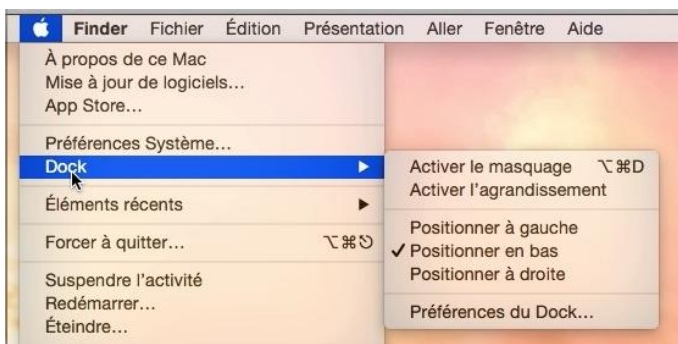 Finder Fichier Édition Présentation Aller Fenêtre Aide
À propos de ce Mac
Mise à jour de logiciels…
App Store…
Préférences Système…
Dock
Éléments récents
Forcer à quitter… ⌥⌘⎋
Suspendre l’activité
Redémarrer…
Éteindre…
Activer le masquage ⌥⌘D
Activer l’agrandissement
Positionner à gauche
✓ Positionner en bas
Positionner à droite
Préférences du Dock…